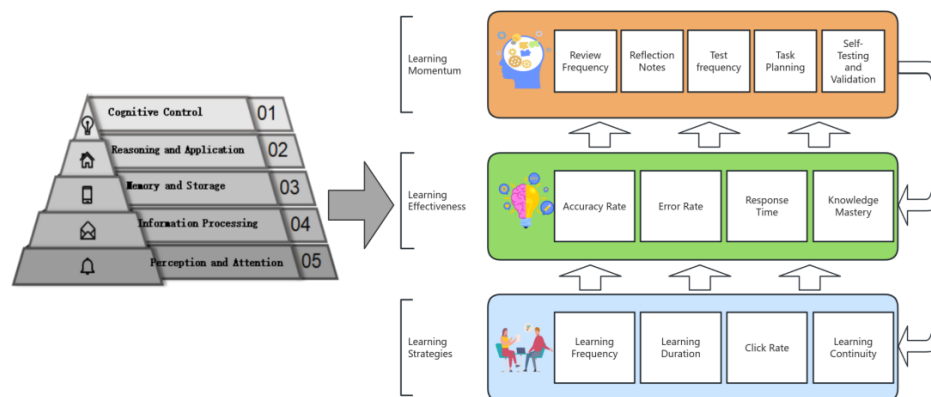 Cognitive Control
01
Reasoning and Application
02
Memory and Storage
03
Information Processing
04
Perception and Attention
05
Learning
Momentum
Review
Frequency
Reflection
Notes
Test
frequency
Task
Planning
Self-
Testing
and
Validation
Learning
Effectiveness
Accuracy Rate
Error Rate
Response
Time
Knowledge
Mastery
Learning
Strategies
Learning
Frequency
Learning
Duration
Click Rate
Learning
Continuity